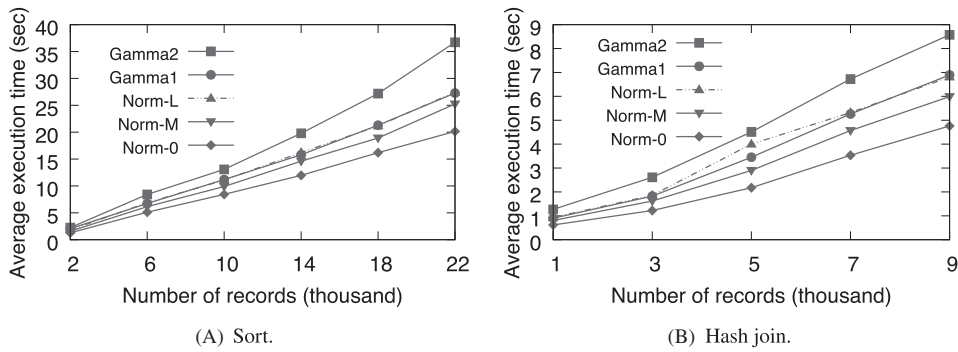 Average execution time (sec)
40
35
30
25
20
15
10
5
0
Gamma2
Gamma1
Norm-L
Norm-M
Norm-0
2 6 10 14 18 22
Number of records (thousand)
(A) Sort.
Average execution time (sec)
9
8
7
6
5
4
3
2
1
0
Gamma2
Gamma1
Norm-L
Norm-M
Norm-0
1 3 5 7 9
Number of records (thousand)
(B) Hash join.